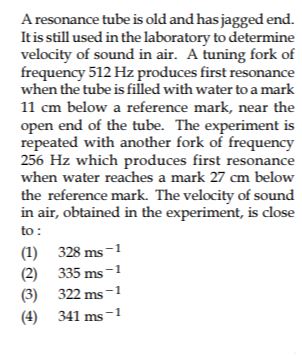 A resonance tube is old and has jagged end.
It is still used in the laboratory to determine
velocity of sound in air. A tuning fork of
frequency 512 Hz produces first resonance
when the tube is filled with water to a mark
11 cm below a reference mark, near the
open end of the tube. The experiment is
repeated with another fork of frequency
256 Hz which produces first resonance
when water reaches a mark 27 cm below
the reference mark. The velocity of sound
in air, obtained in the experiment, is close
to :
(1) 328 ms⁻¹
(2) 335 ms⁻¹
(3) 322 ms⁻¹
(4) 341 ms⁻¹